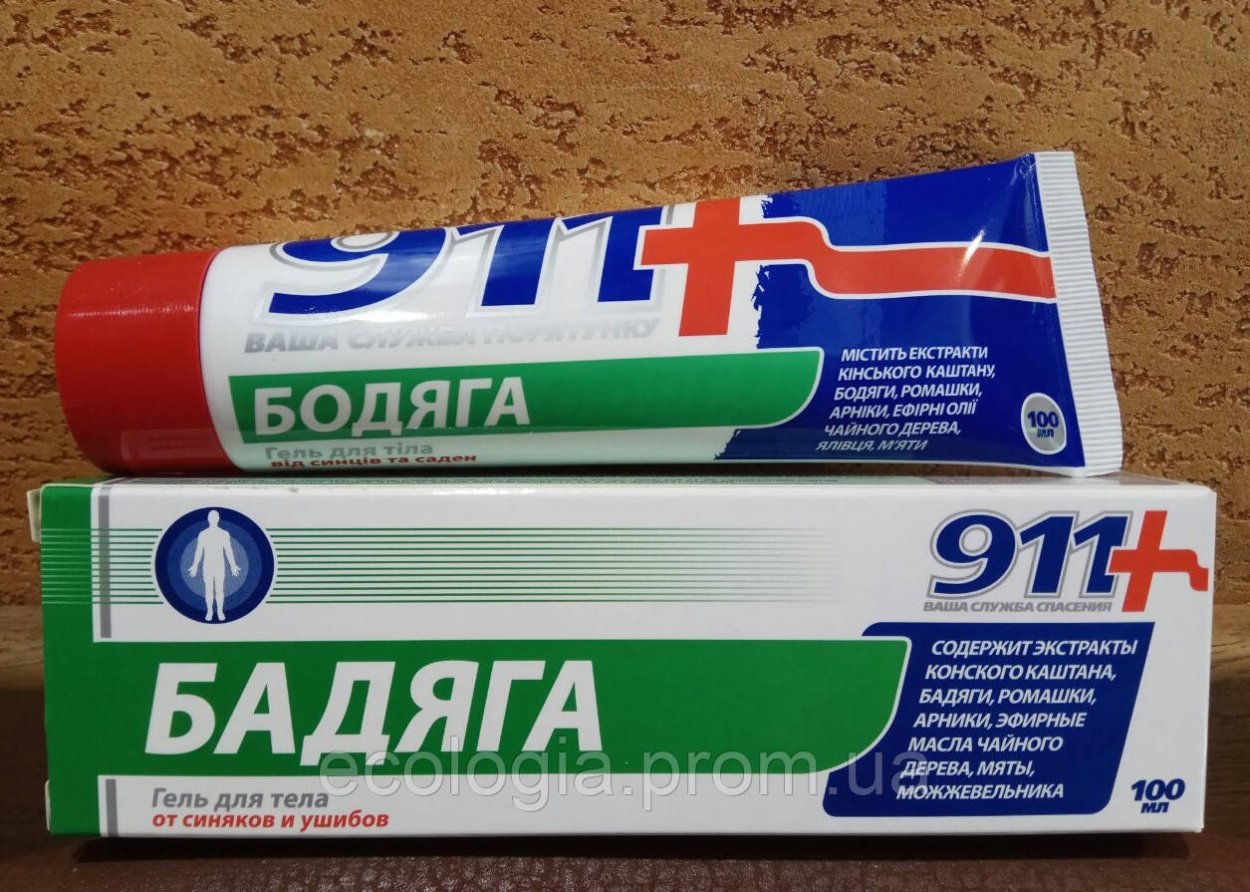 911+
ВАША СЛУЖБА ПОРЯТУНКУ
БОДЯГА
Гель для тіла
від синців та саден
МІСТИТЬ ЕКСТРАКТИ
КІНСЬКОГО КАШТАНУ,
БОДЯГИ, РОМАШКИ,
АРНІКИ, ЕФІРНІ ОЛІЇ
ЧАЙНОГО ДЕРЕВА,
ЯЛІВЦЯ, М'ЯТИ
100
МЛ
911+
ВАША СЛУЖБА СПАСЕНИЯ
БАДЯГА
Гель для тела
от синяков и ушибов
СОДЕРЖИТ ЭКСТРАКТЫ
КОНСКОГО КАШТАНА,
БАДЯГИ, РОМАШКИ,
АРНИКИ, ЭФИРНЫЕ
МАСЛА ЧАЙНОГО
ДЕРЕВА, МЯТЫ,
МОЖЖЕВЕЛЬНИКА
100
МЛ
ecologia.prom.ua